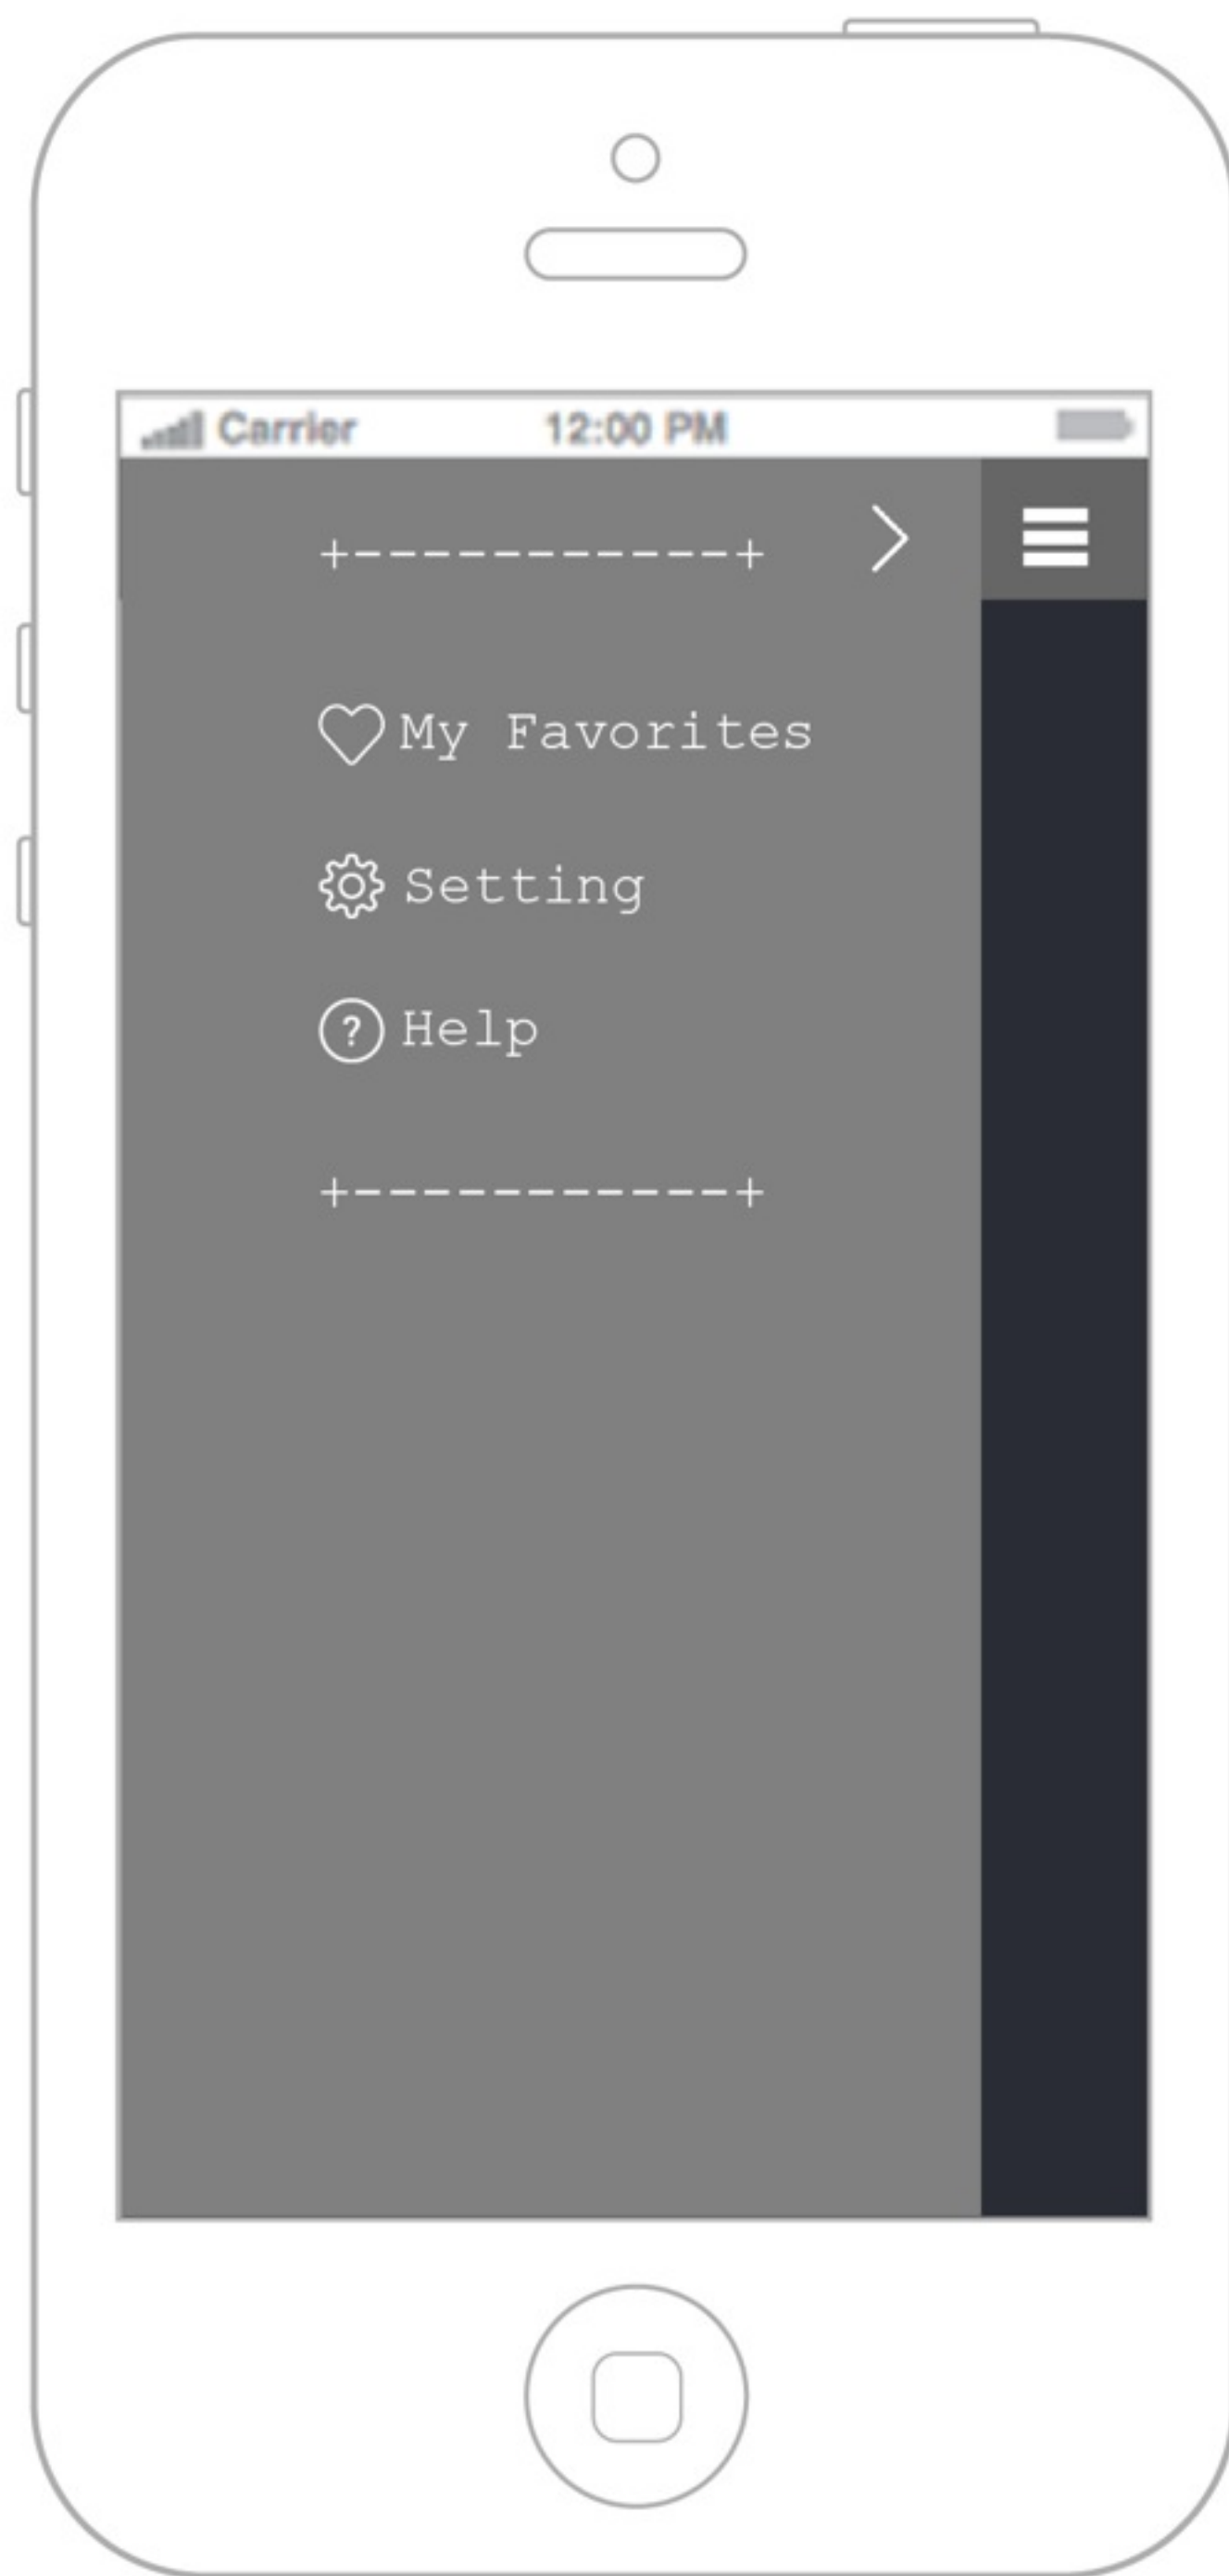 Carrier 12:00 PM
+-----------+
My Favorites
Setting
? Help
+-----------+